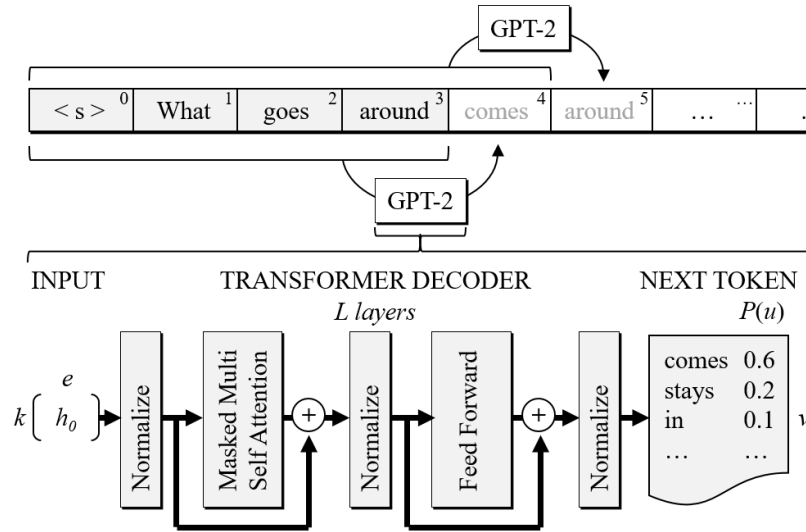 GPT-2
< s > 0 What 1 goes 2 around 3 comes 4 around 5 ... ...
GPT-2
INPUT TRANSFORMER DECODER NEXT TOKEN
L layers P(u)
e
k [ h0 ]
Normalize
Masked Multi
Self Attention
+
Normalize
Feed Forward
+
Normalize
comes 0.6
stays 0.2
in 0.1
... ...